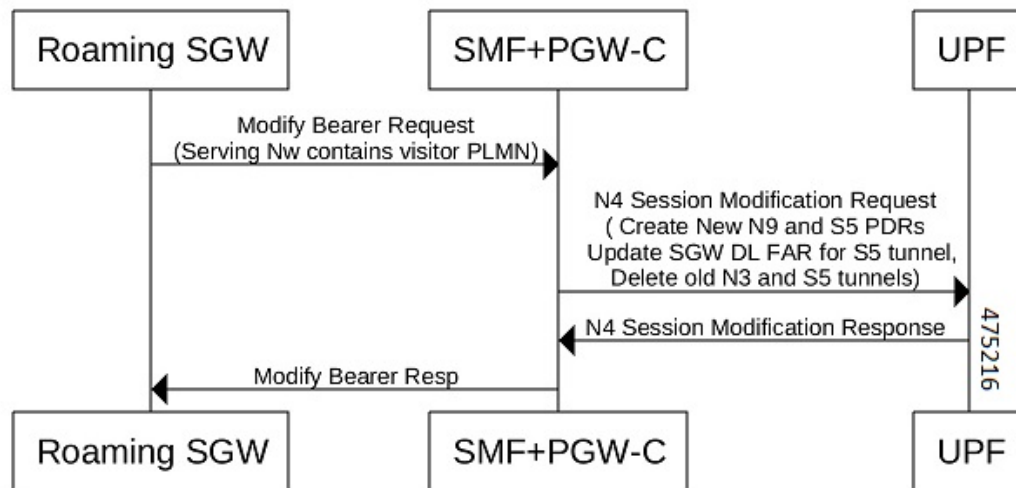 Roaming SGW
SMF+PGW-C
UPF
Modify Bearer Request
(Serving Nw contains visitor PLMN)
N4 Session Modification Request
( Create New N9 and S5 PDRs
Update SGW DL FAR for S5 tunnel,
Delete old N3 and S5 tunnels)
N4 Session Modification Response
Modify Bearer Resp
475216
Roaming SGW
SMF+PGW-C
UPF